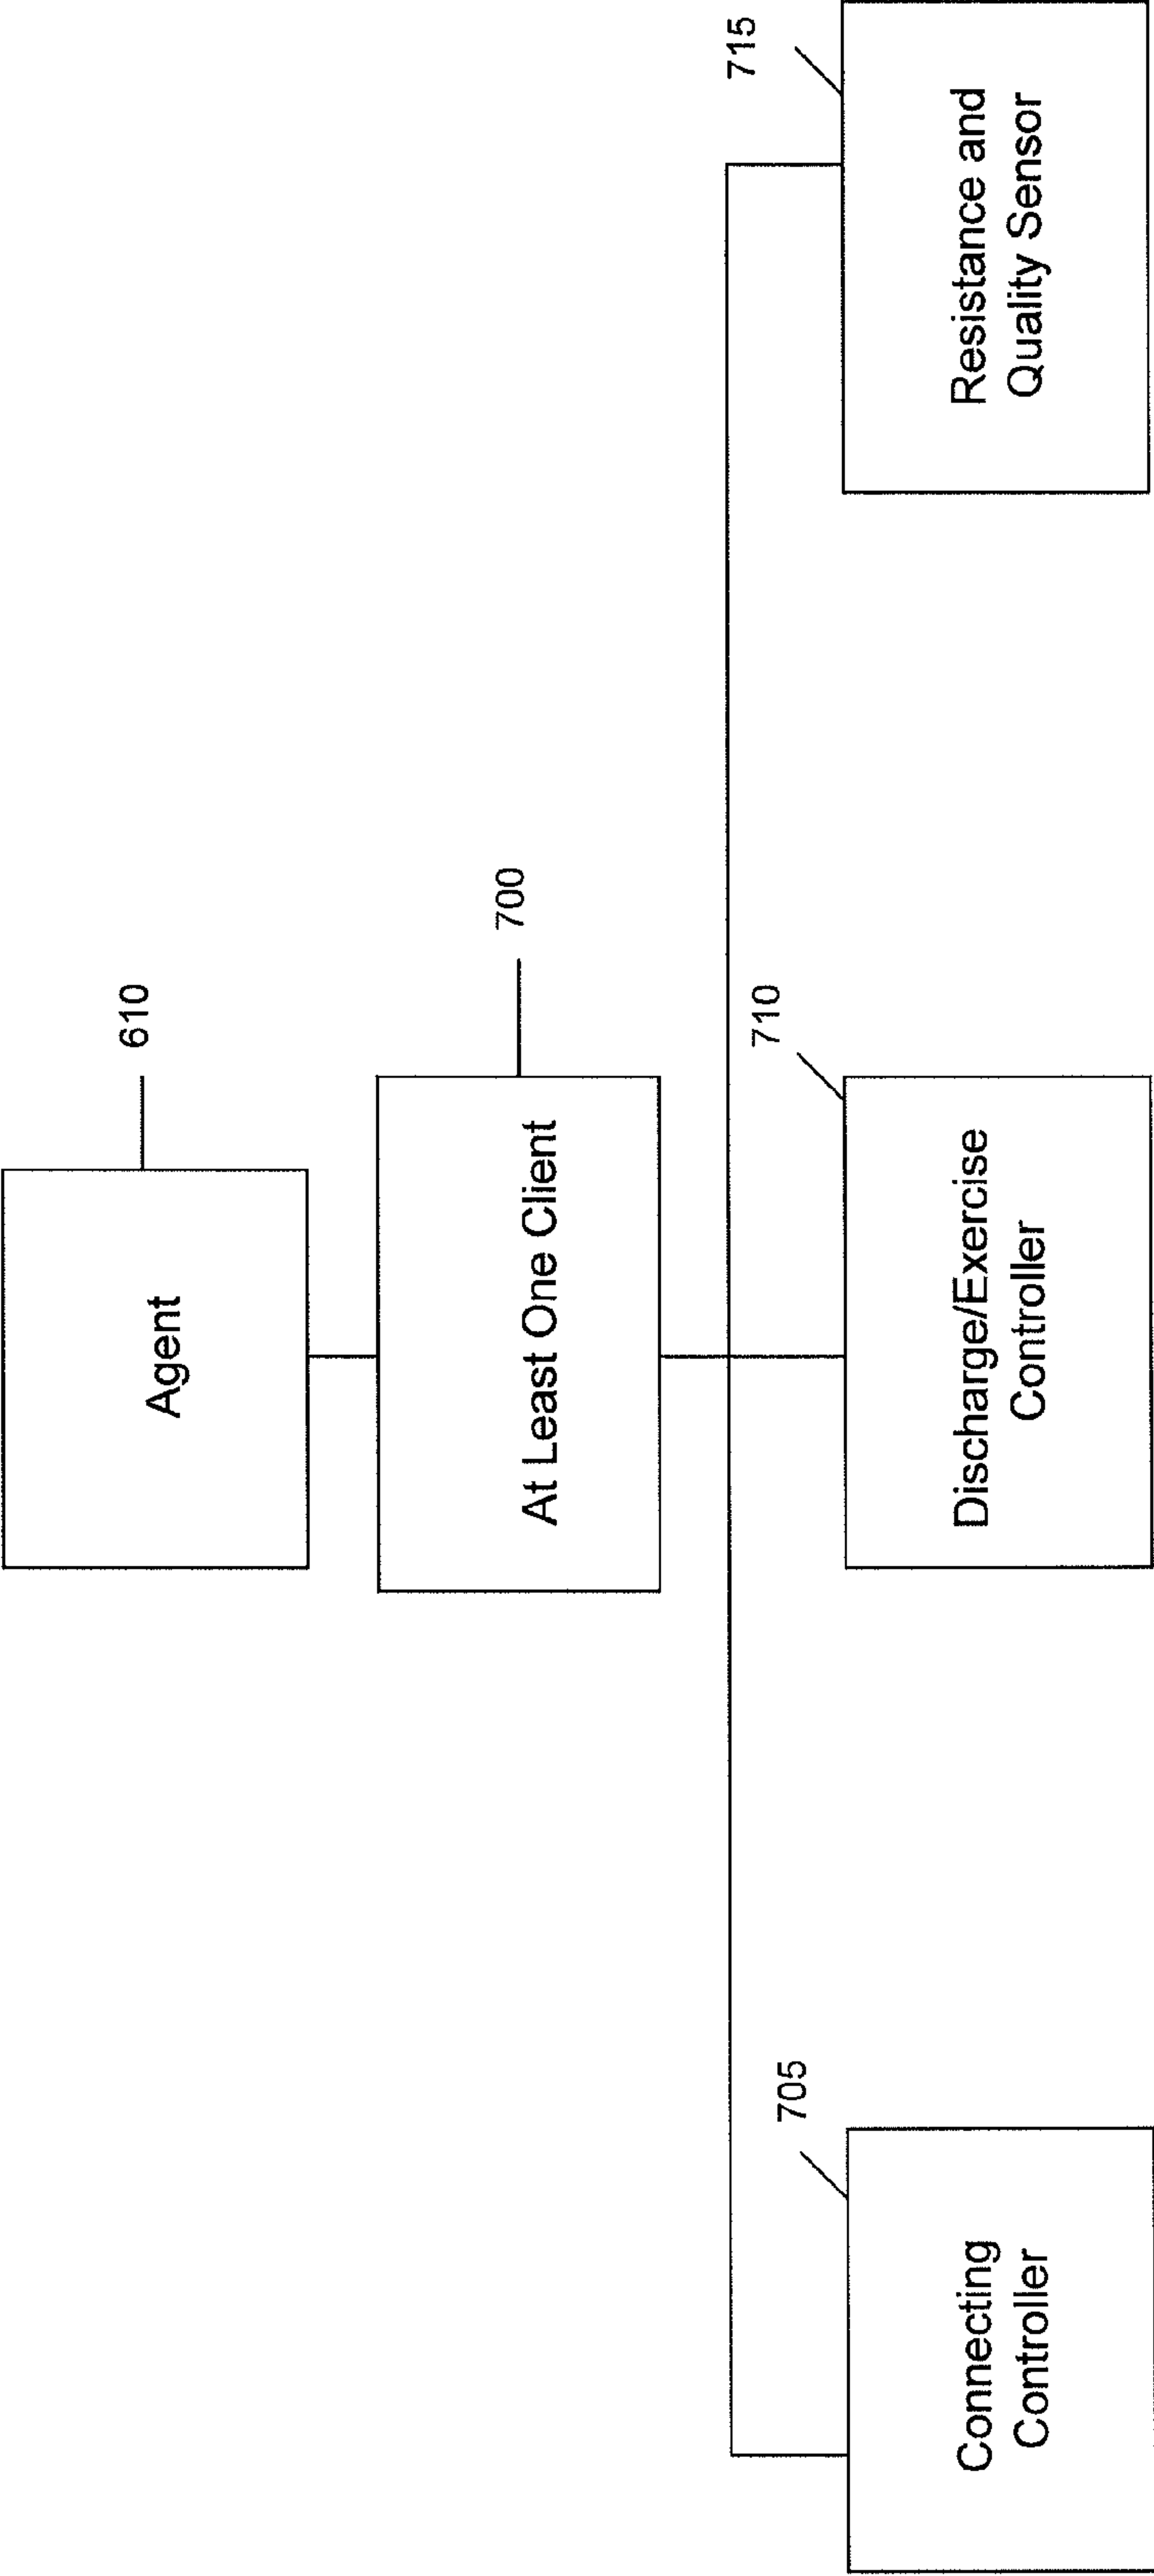 Agent
610
At Least One Client
700
705
Connecting
Controller
710
Discharge/Exercise
Controller
715
Resistance and
Quality Sensor